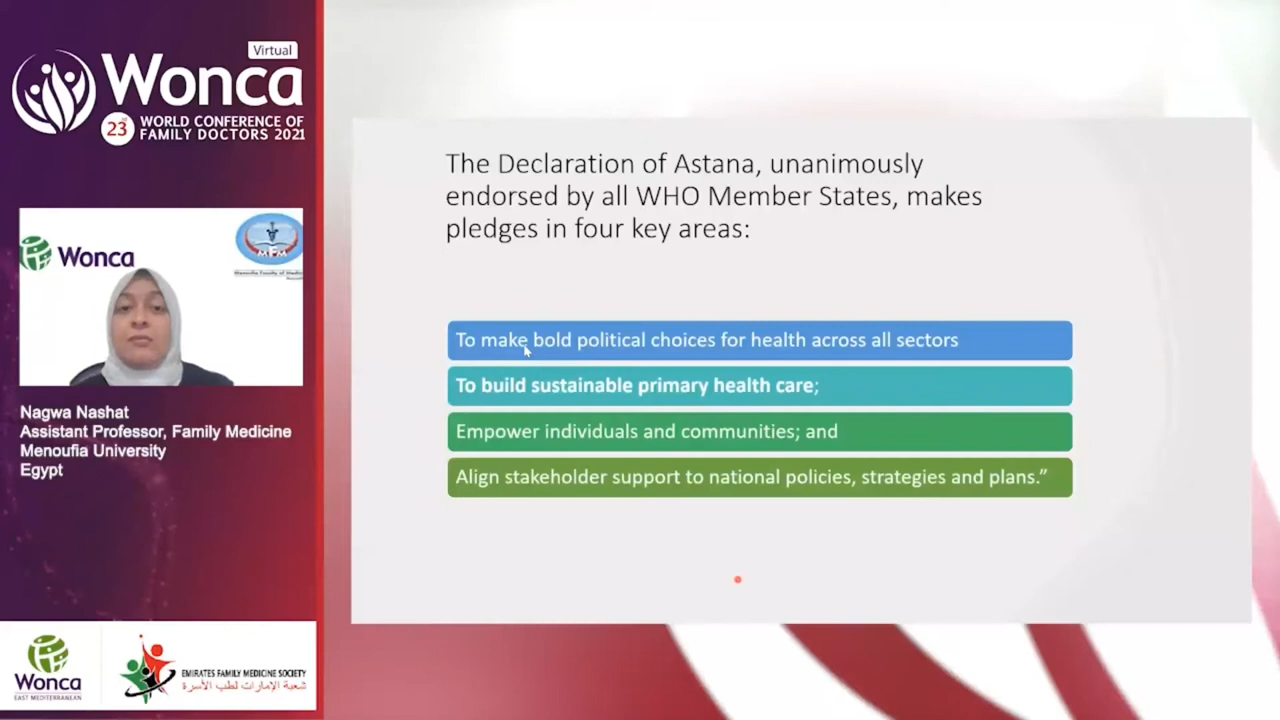 Virtual
Wonca
23rd
WORLD CONFERENCE OF
FAMILY DOCTORS 2021
Wonca
MFM
Nagwa Nashat
Assistant Professor, Family Medicine
Menoufia University
Egypt
Wonca
EAST MEDITERRANEAN
EMIRATES FAMILY MEDICINE SOCIETY
شعبة الإمارات لطب الأسرة
The Declaration of Astana, unanimously
endorsed by all WHO Member States, makes
pledges in four key areas:
To make bold political choices for health across all sectors
To build sustainable primary health care;
Empower individuals and communities; and
Align stakeholder support to national policies, strategies and plans.”